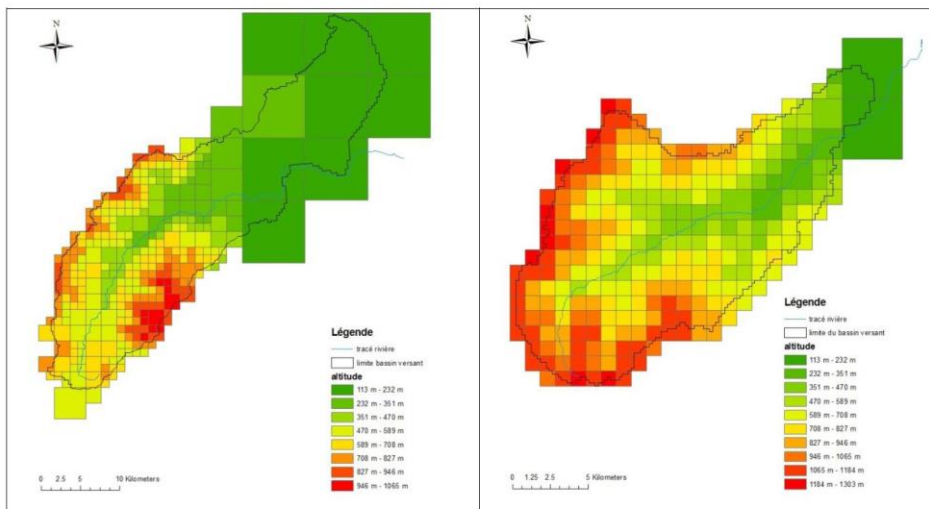 N
Légende
tracé rivière
limite bassin versant
altitude
113 m - 232 m
232 m - 351 m
351 m - 470 m
470 m - 589 m
589 m - 708 m
708 m - 827 m
827 m - 946 m
946 m - 1065 m
0 2.5 5 10 Kilometers
N
Légende
tracé rivière
limite du bassin versant
altitude
113 m - 232 m
232 m - 351 m
351 m - 470 m
470 m - 589 m
589 m - 708 m
708 m - 827 m
827 m - 946 m
946 m - 1065 m
1065 m - 1184 m
1184 m - 1303 m
0 1.25 2.5 5 Kilometers